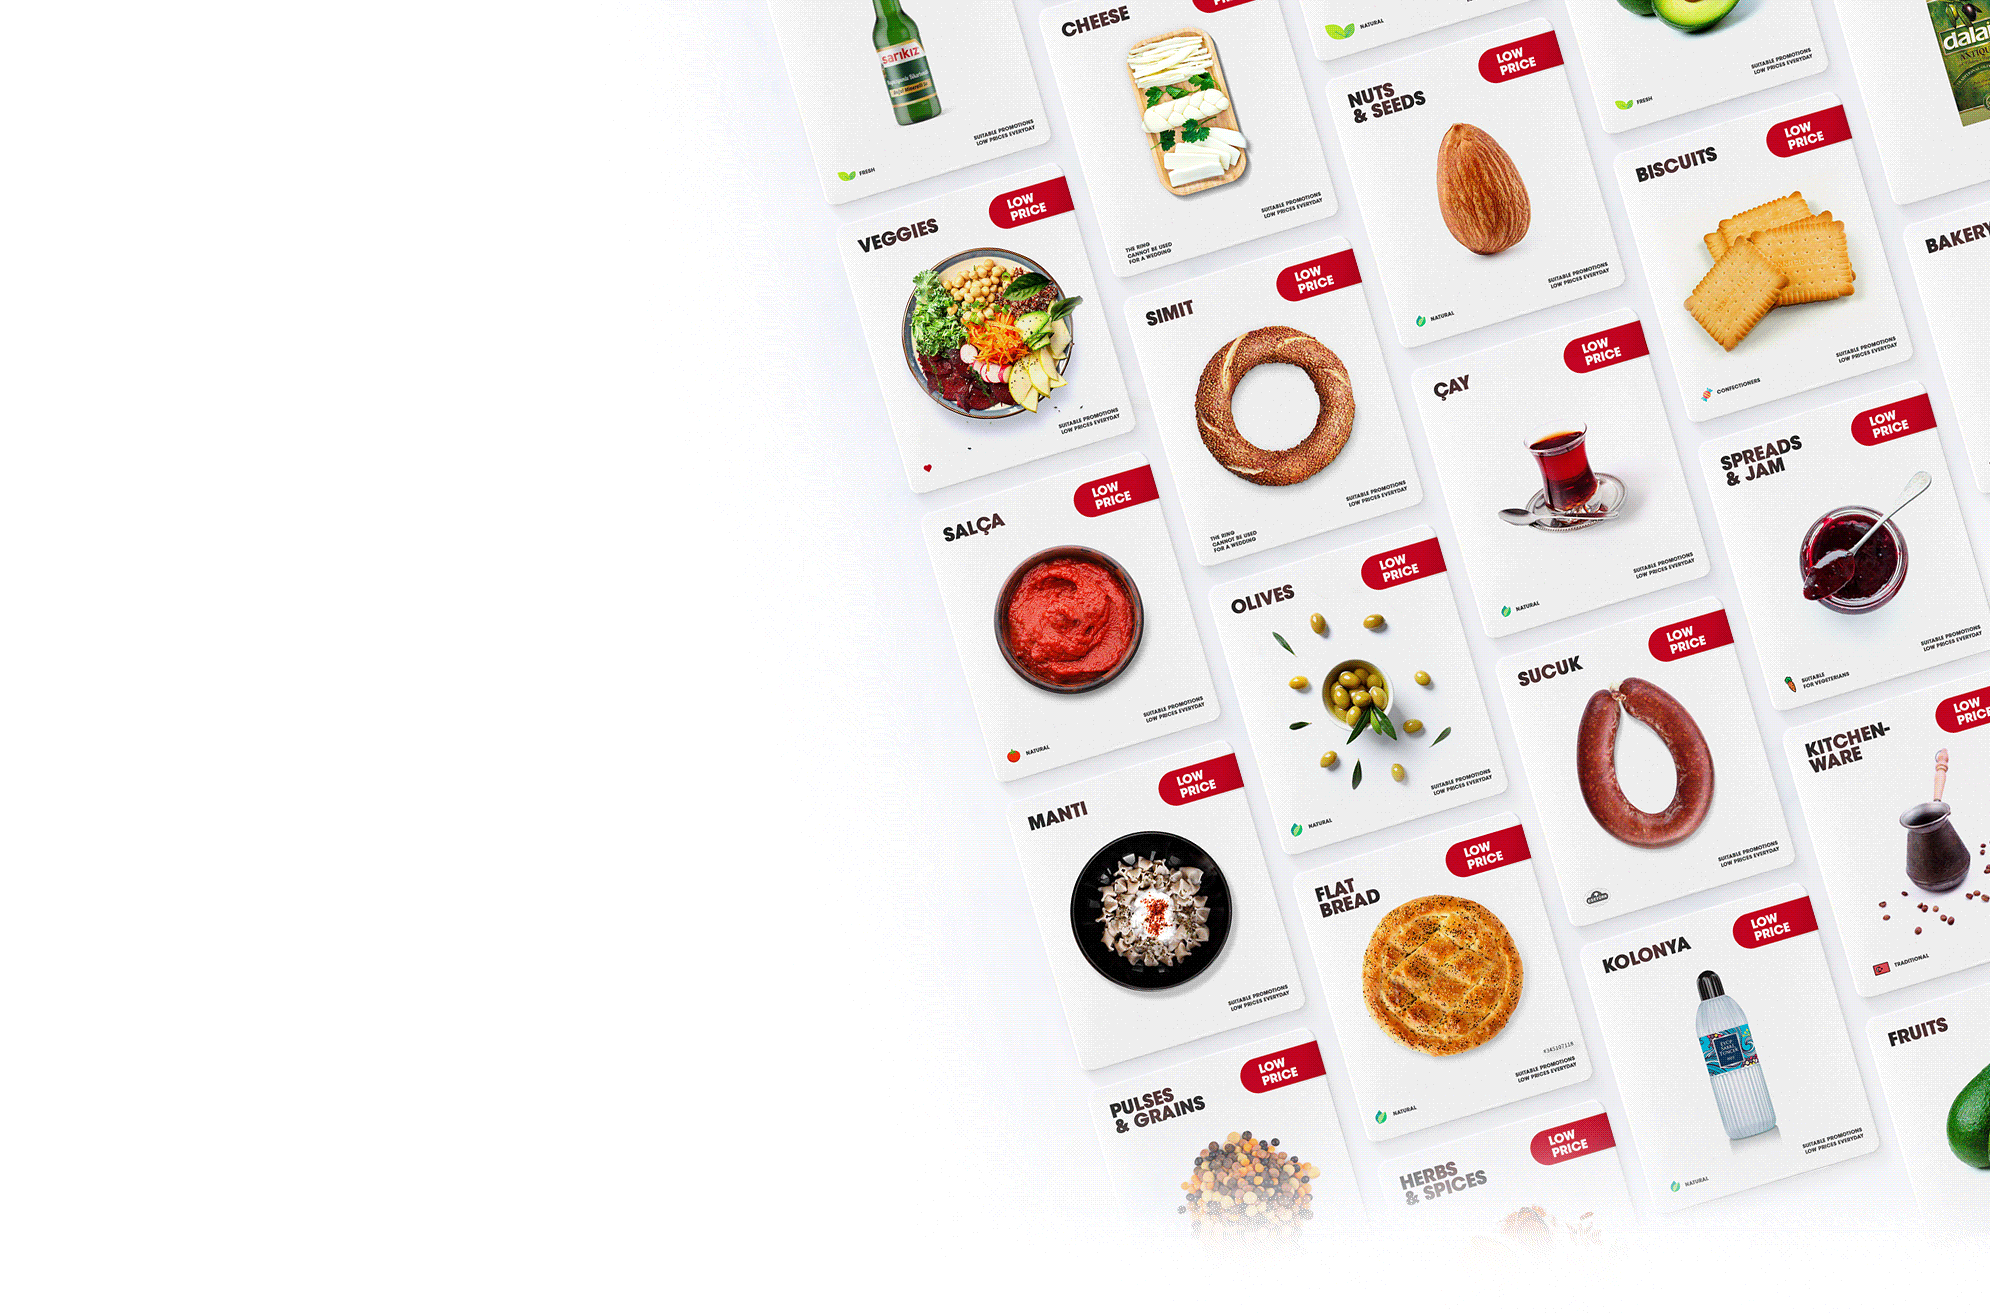 sarıkız
FRESH
SUITABLE PROMOTIONS
LOW PRICES EVERYDAY
VEGGIES
LOW
PRICE
SUITABLE PROMOTIONS
LOW PRICES EVERYDAY
SALÇA
LOW
PRICE
NATURAL
SUITABLE PROMOTIONS
LOW PRICES EVERYDAY
MANTI
LOW
PRICE
SUITABLE PROMOTIONS
LOW PRICES EVERYDAY
PULSES
& GRAINS
LOW
PRICE
CHEESE
THE RING
CANNOT BE USED
FOR A WEDDING
SUITABLE PROMOTIONS
LOW PRICES EVERYDAY
SIMIT
LOW
PRICE
THE RING
CANNOT BE USED
FOR A WEDDING
SUITABLE PROMOTIONS
LOW PRICES EVERYDAY
OLIVES
LOW
PRICE
NATURAL
SUITABLE PROMOTIONS
LOW PRICES EVERYDAY
FLAT
BREAD
LOW
PRICE
NATURAL
SUITABLE PROMOTIONS
LOW PRICES EVERYDAY
HERBS
& SPICES
LOW
PRICE
NATURAL
NUTS
& SEEDS
LOW
PRICE
NATURAL
SUITABLE PROMOTIONS
LOW PRICES EVERYDAY
ÇAY
LOW
PRICE
NATURAL
SUITABLE PROMOTIONS
LOW PRICES EVERYDAY
SUCUK
LOW
PRICE
SUITABLE PROMOTIONS
LOW PRICES EVERYDAY
KOLONYA
LOW
PRICE
EYÜP
SABRİ
TUNCER
NATURAL
SUITABLE PROMOTIONS
LOW PRICES EVERYDAY
FRESH
SUITABLE PROMOTIONS
LOW PRICES EVERYDAY
BISCUITS
LOW
PRICE
CONFECTIONERS
SUITABLE PROMOTIONS
LOW PRICES EVERYDAY
SPREADS
& JAM
LOW
PRICE
SUITABLE
FOR VEGETERIANS
SUITABLE PROMOTIONS
LOW PRICES EVERYDAY
KITCHEN-
WARE
LOW
PRICE
TRADITIONAL
FRUITS
BAKERY